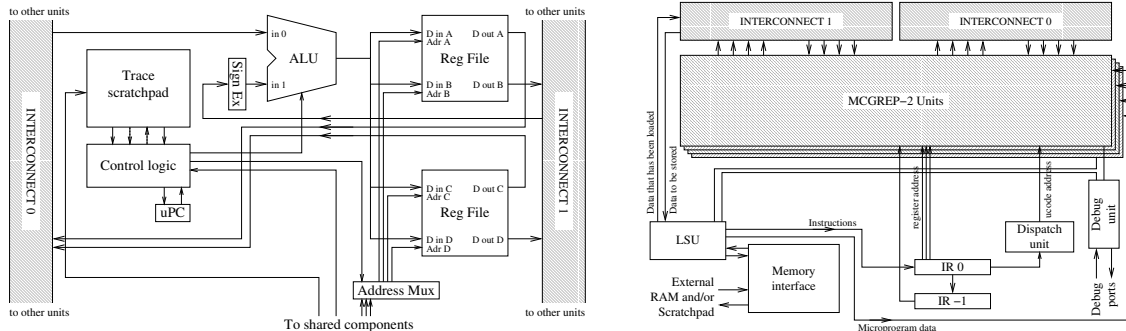 to other units
to other units
INTERCONNECT 0
INTERCONNECT 1
Trace
scratchpad
Control logic
uPC
Sign Ex
in 0
in 1
ALU
D in A
Adr A
D out A
Reg File
D in B
Adr B
D out B
D in C
Adr C
D out C
Reg File
D in D
Adr D
D out D
Address Mux
to other units
to other units
To shared components
INTERCONNECT 1
INTERCONNECT 0
MCGREP−2 Units
Data that has been loaded
Data to be stored
register address
ucode address
Debug
unit
LSU
Instructions
Dispatch
unit
IR 0
IR −1
Memory
interface
External
RAM and/or
Scratchpad
Debug
ports
Microprogram data